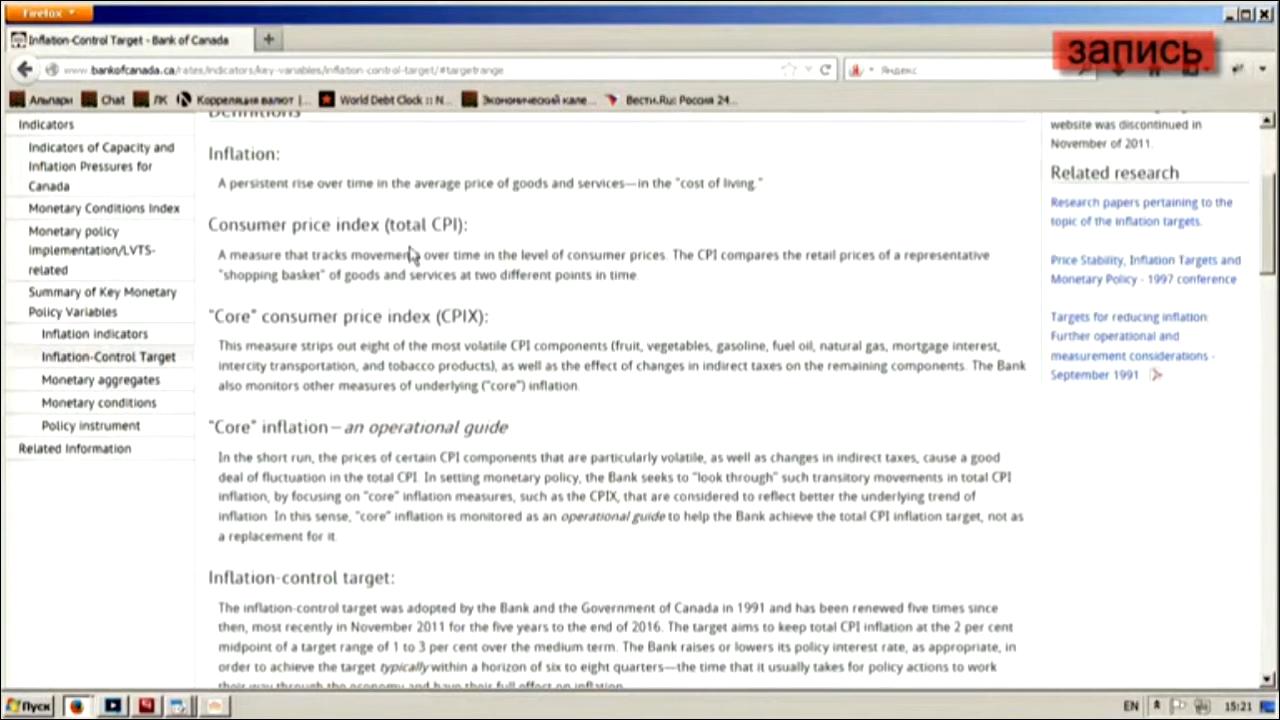 Firefox
Inflation-Control Target - Bank of Canada
запись
www.bankofcanada.ca/rates/indicators/key-variables/inflation-control-target/#targetrange
Яндекс
Альпари
Chat
ЛК
Корреляция валют |...
World Debt Clock :: N...
Экономический кале...
Вести.Ru: Россия 24...
Indicators
Indicators of Capacity and
Inflation Pressures for
Canada
Monetary Conditions Index
Monetary policy
implementation/LVTS-
related
Summary of Key Monetary
Policy Variables
Inflation indicators
Inflation-Control Target
Monetary aggregates
Monetary conditions
Policy instrument
Related Information
Definitions
Inflation:
A persistent rise over time in the average price of goods and services—in the "cost of living."
Consumer price index (total CPI):
A measure that tracks movements over time in the level of consumer prices. The CPI compares the retail prices of a representative
"shopping basket" of goods and services at two different points in time.
"Core" consumer price index (CPIX):
This measure strips out eight of the most volatile CPI components (fruit, vegetables, gasoline, fuel oil, natural gas, mortgage interest,
intercity transportation, and tobacco products), as well as the effect of changes in indirect taxes on the remaining components. The Bank
also monitors other measures of underlying ("core") inflation.
"Core" inflation—an operational guide
In the short run, the prices of certain CPI components that are particularly volatile, as well as changes in indirect taxes, cause a good
deal of fluctuation in the total CPI. In setting monetary policy, the Bank seeks to "look through" such transitory movements in total CPI
inflation, by focusing on "core" inflation measures, such as the CPIX, that are considered to reflect better the underlying trend of
inflation. In this sense, "core" inflation is monitored as an operational guide to help the Bank achieve the total CPI inflation target, not as
a replacement for it.
Inflation-control target:
The inflation-control target was adopted by the Bank and the Government of Canada in 1991 and has been renewed five times since
then, most recently in November 2011 for the five years to the end of 2016. The target aims to keep total CPI inflation at the 2 per cent
midpoint of a target range of 1 to 3 per cent over the medium term. The Bank raises or lowers its policy interest rate, as appropriate, in
order to achieve the target typically within a horizon of six to eight quarters—the time that it usually takes for policy actions to work
their way through the economy and have their full effect on inflation.
website was discontinued in
November of 2011.
Related research
Research papers pertaining to the
topic of the inflation targets.
Price Stability, Inflation Targets and
Monetary Policy - 1997 conference
Targets for reducing inflation:
Further operational and
measurement considerations -
September 1991
Пуск
EN
15:21